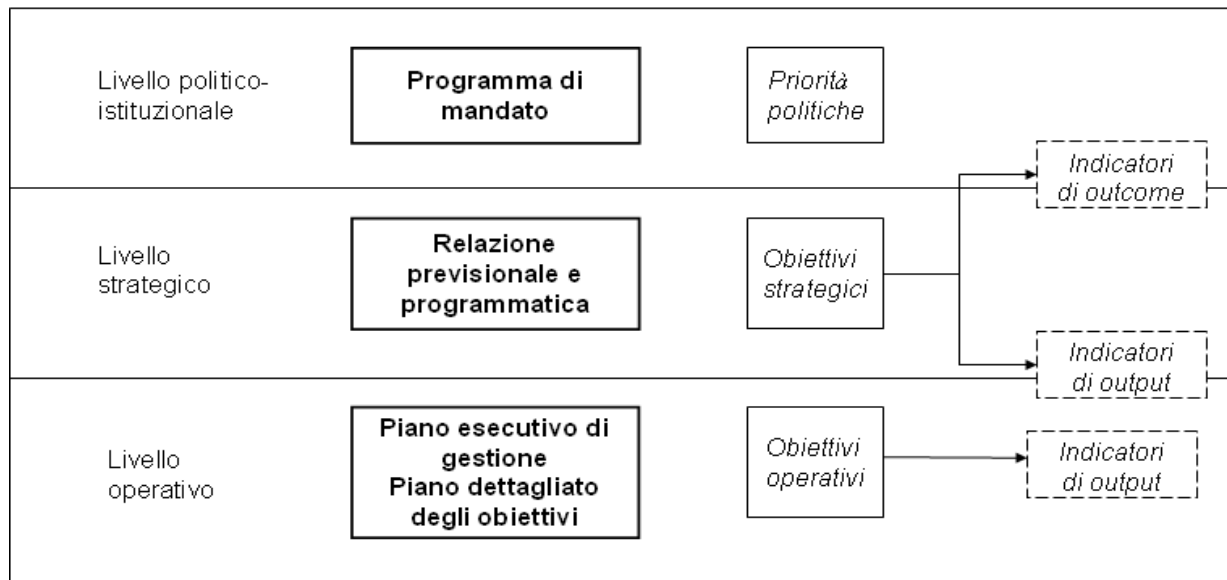 Livello politico-
istituzionale
Programma di
mandato
Priorità
politiche
Indicatori
di outcome
Livello
strategico
Relazione
previsionale e
programmatica
Obiettivi
strategici
Indicatori
di output
Livello
operativo
Piano esecutivo di
gestione
Piano dettagliato
degli obiettivi
Obiettivi
operativi
Indicatori
di output